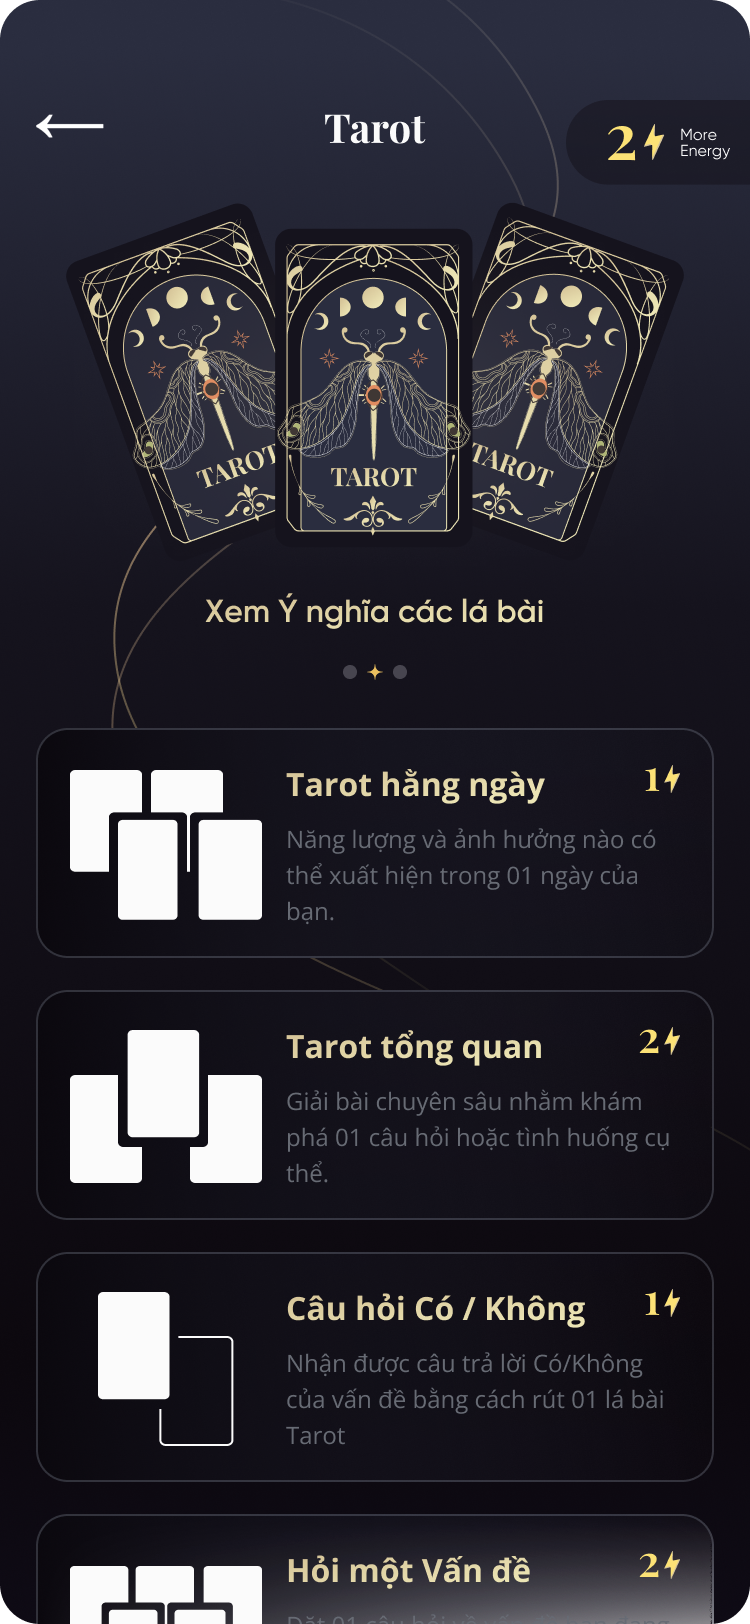 Tarot
2
More
Energy
TAROT
TAROT
TAROT
Xem Ý nghĩa các lá bài
Tarot hằng ngày
1
Năng lượng và ảnh hưởng nào có
thể xuất hiện trong 01 ngày của
bạn.
Tarot tổng quan
2
Giải bài chuyên sâu nhằm khám
phá 01 câu hỏi hoặc tình huống cụ
thể.
Câu hỏi Có / Không
1
Nhận được câu trả lời Có/Không
của vấn đề bằng cách rút 01 lá bài
Tarot
Hỏi một Vấn đề
2
Đặt 01 câu hỏi